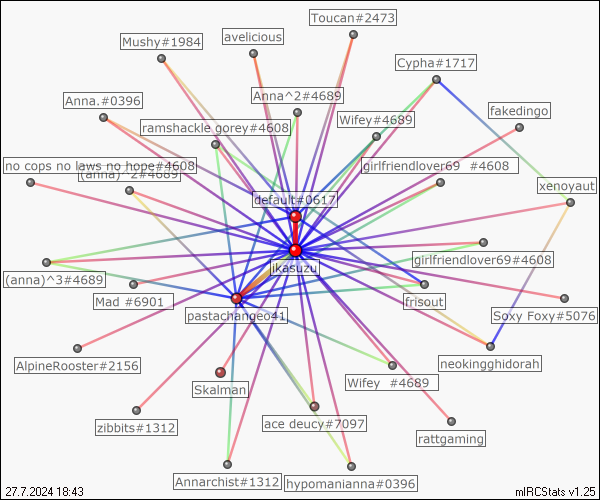 Toucan#2473
avelicious
Mushy#1984
Cypha#1717
Anna^2#4689
Anna.#0396
fakedingo
Wifey#4689
ramshackle gorey#4608
no cops no laws no hope#4608
girlfriendlover69 #4608
(anna)^2#4689
xenoyaut
default#0617
girlfriendlover69#4608
jikasuzu
(anna)^3#4689
Mad #6901
frisout
pastachange041
Soxy Foxy#5076
AlpineRooster#2156
neokingghidorah
Skalman
Wifey #4689
zibbits#1312
ace deucy#7097
rattgaming
Annarchist#1312
hypomanianna#0396
27.7.2024 18:43
mIRCStats v1.25